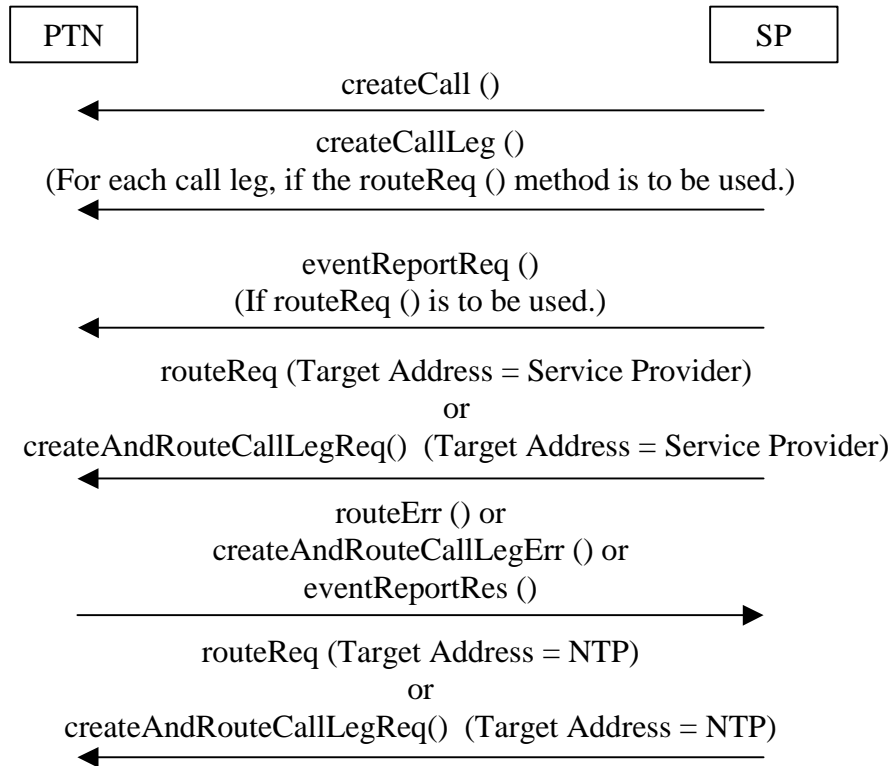 PTN
SP
createCall ()
createCallLeg ()
(For each call leg, if the routeReq () method is to be used.)
eventReportReq ()
(If routeReq () is to be used.)
routeReq (Target Address = Service Provider)
or
createAndRouteCallLegReq() (Target Address = Service Provider)
routeErr () or
createAndRouteCallLegErr () or
eventReportRes ()
routeReq (Target Address = NTP)
or
createAndRouteCallLegReq() (Target Address = NTP)